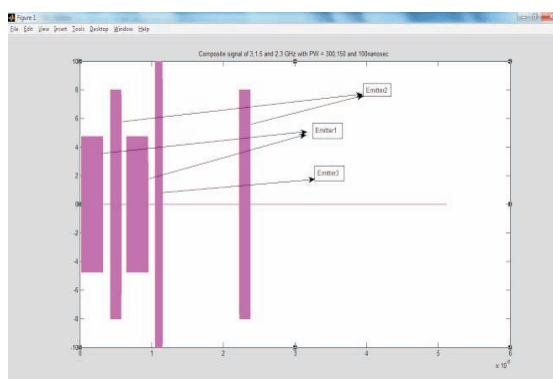 Figure 1
File Edit View Insert Tools Desktop Window Help
Composite signal of 3,1.5 and 2.3 GHz with PW = 300,150 and 100nanosec
10
8
6
4
2
0
-2
-4
-6
-8
-10
Emitter2
Emitter1
Emitter3
0 1 2 3 4 5 6